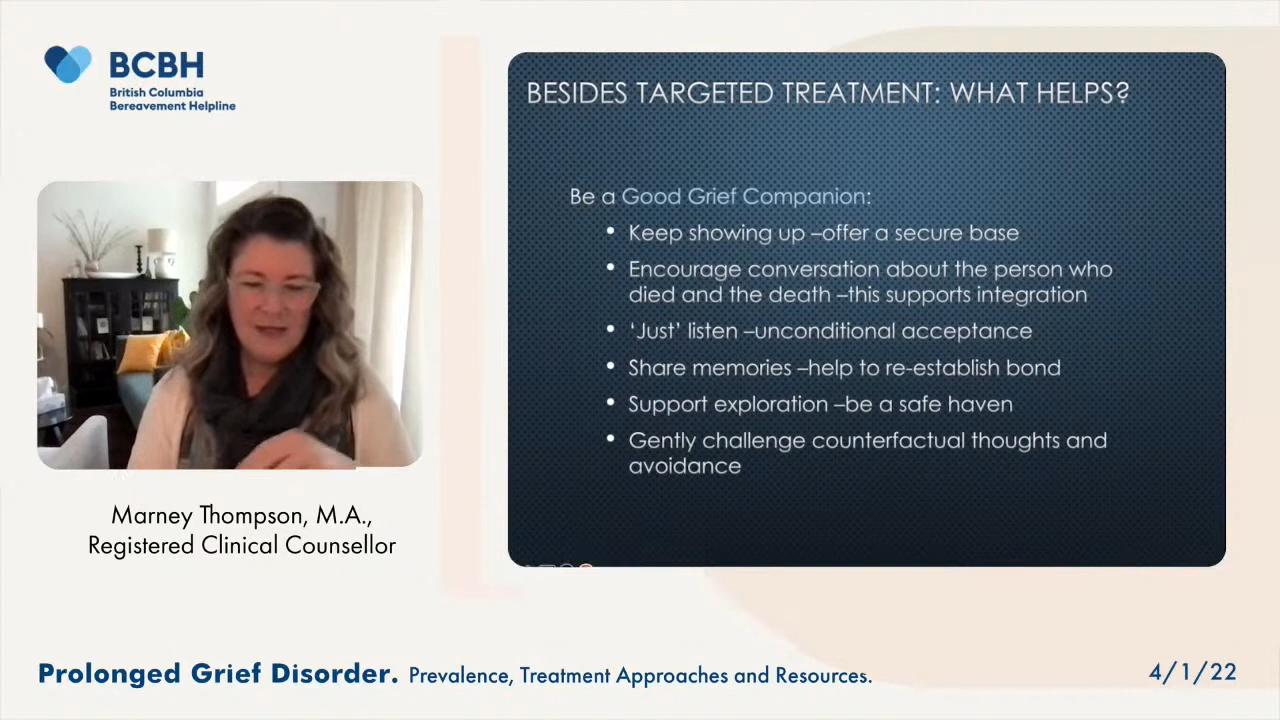 BCBH
British Columbia
Bereavement Helpline
BESIDES TARGETED TREATMENT: WHAT HELPS?
Be a Good Grief Companion:
• Keep showing up –offer a secure base
• Encourage conversation about the person who
died and the death –this supports integration
• ‘Just’ listen –unconditional acceptance
• Share memories –help to re-establish bond
• Support exploration –be a safe haven
• Gently challenge counterfactual thoughts and
avoidance
Marney Thompson, M.A.,
Registered Clinical Counsellor
Prolonged Grief Disorder. Prevalence, Treatment Approaches and Resources.
4/1/22